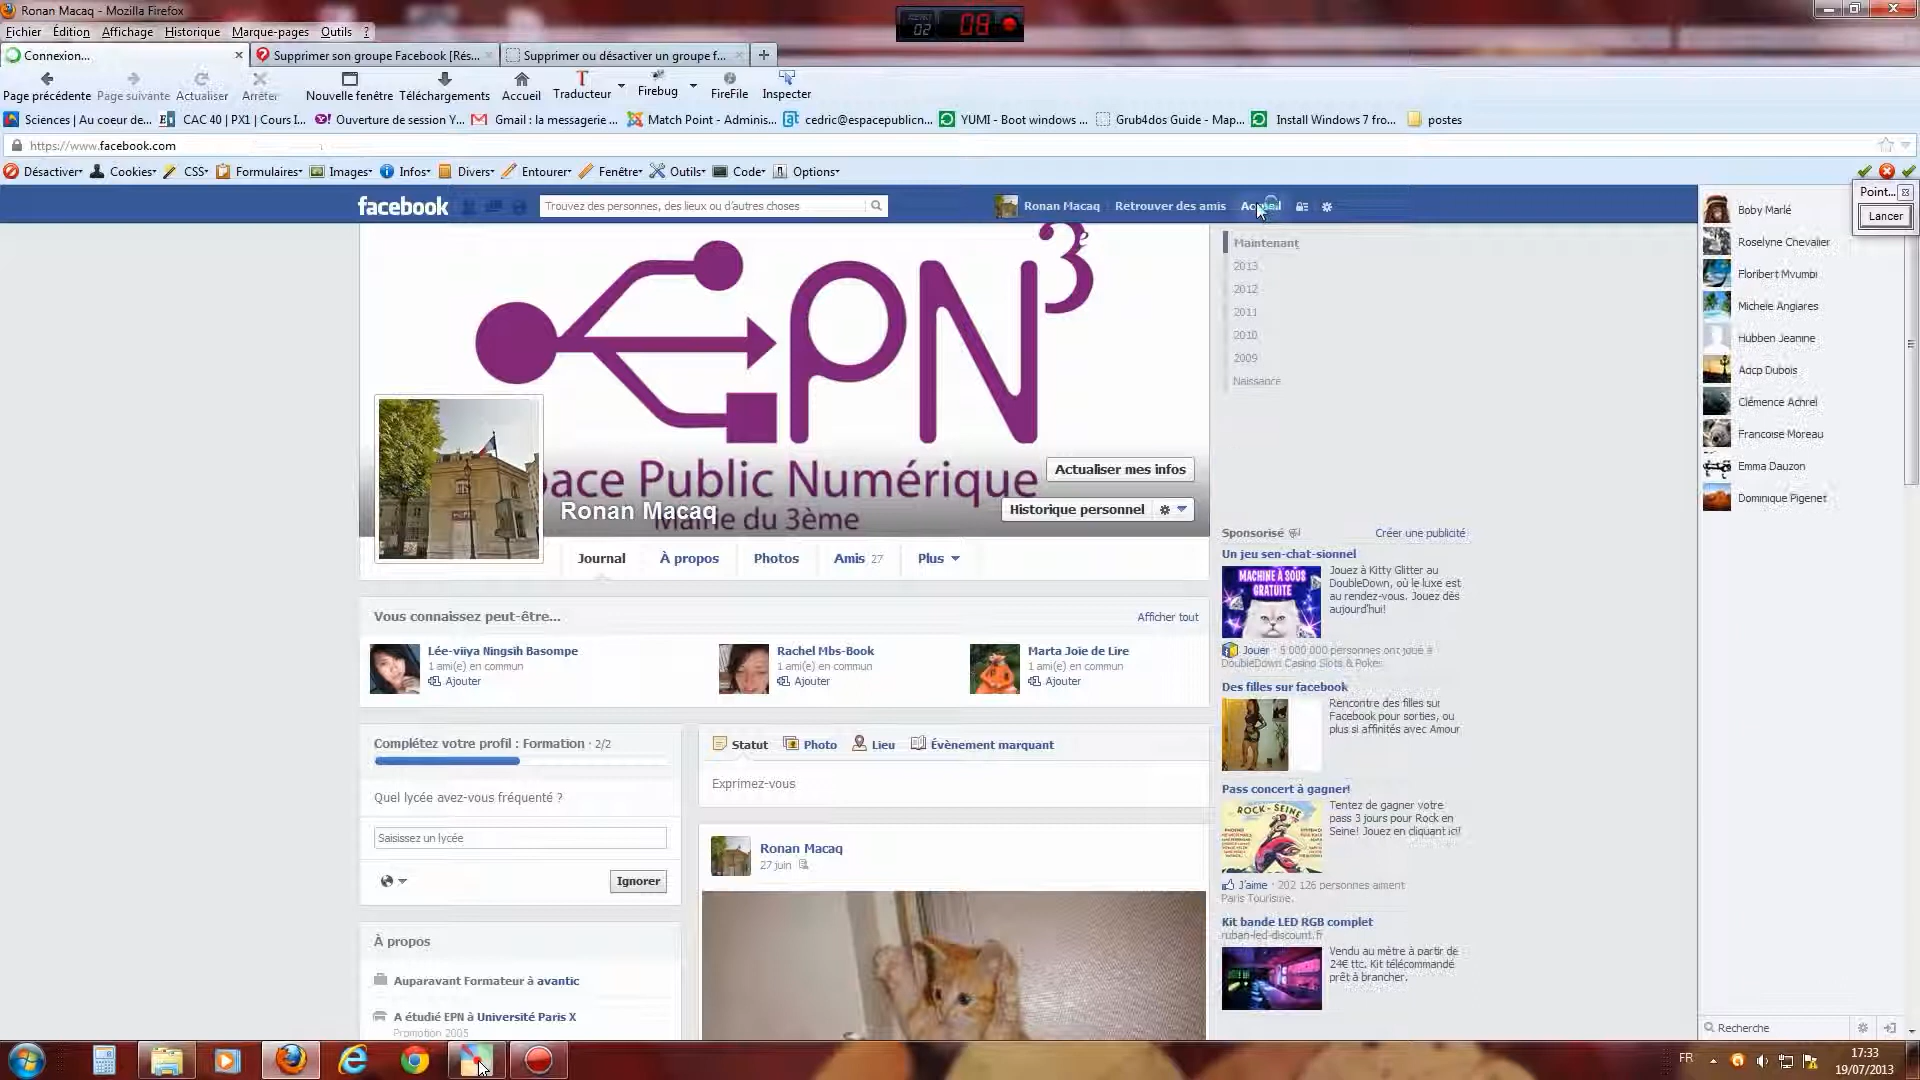 Ronan Macaq - Mozilla Firefox
Fichier Édition Affichage Historique Marque-pages Outils ?
02 08
Connexion...
Supprimer son groupe Facebook [Rés...
Supprimer ou désactiver un groupe f...
Page précédente Page suivante Actualiser Arrêter Nouvelle fenêtre Téléchargements Accueil Traducteur Firebug FireFile Inspecter
Sciences | Au coeur de... CAC 40 | PX1 | Cours I... Ouverture de session Y... Gmail : la messagerie ... Match Point - Adminis... cedric@espacepublicn... YUMI - Boot windows ... Grub4dos Guide - Map... Install Windows 7 fro... postes
https://www.facebook.com
Désactiver Cookies CSS Formulaires Images Infos Divers Entourer Fenêtre Outils Code Options
Point...
Lancer
facebook
Trouvez des personnes, des lieux ou d'autres choses
Ronan Macaq Retrouver des amis Accueil
EPN3
ace Public Numérique
Mairie du 3ème
Ronan Macaq
Actualiser mes infos
Historique personnel
Journal À propos Photos Amis 27 Plus
Maintenant
2013
2012
2011
2010
2009
Naissance
Vous connaissez peut-être...
Afficher tout
Lée-viiya Ningsih Basompe
1 ami(e) en commun
Ajouter
Rachel Mbs-Book
1 ami(e) en commun
Ajouter
Marta Joie de Lire
1 ami(e) en commun
Ajouter
Complétez votre profil : Formation · 2/2
Quel lycée avez-vous fréquenté ?
Saisissez un lycée
Ignorer
À propos
Auparavant Formateur à avantic
A étudié EPN à Université Paris X
Promotion 2005
Statut Photo Lieu Évènement marquant
Exprimez-vous
Ronan Macaq
27 juin
Sponsorisé
Créer une publicité
Un jeu sen-chat-sionnel
MACHINE À SOUS
GRATUITE
Jouez à Kitty Glitter au
DoubleDown, où le luxe est
au rendez-vous. Jouez dès
aujourd'hui!
Jouer · 5 000 000 personnes ont joué à
DoubleDown Casino Slots & Poker.
Des filles sur facebook
Rencontre des filles sur
Facebook pour sorties, ou
plus si affinités avec Amour
Pass concert à gagner!
ROCK-SEINE
Tentez de gagner votre
pass 3 jours pour Rock en
Seine! Jouez en cliquant ici!
J'aime · 202 126 personnes aiment
Paris Tourisme.
Kit bande LED RGB complet
ruban-led-discount.fr
Vendu au mètre à partir de
24€ ttc. Kit télécommandé
prêt à brancher.
Boby Marlé
Roselyne Chevalier
Floribert Mvumbi
Michele Angiares
Hubben Jeanine
Adcp Dubois
Clémence Achrel
Francoise Moreau
Emma Dauzon
Dominique Pigenet
Recherche
FR
17:33
19/07/2013